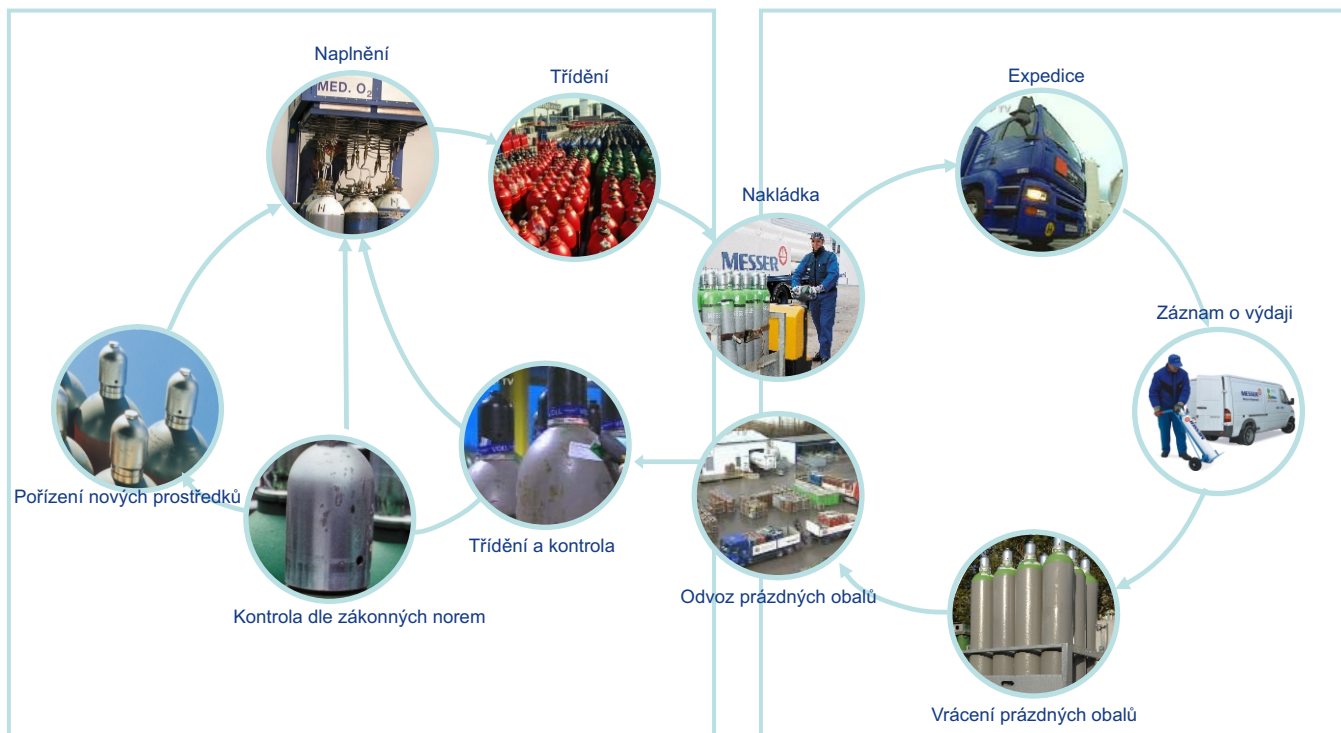 Naplnění
MED. O₂
Třídění
Expedice
Nakládka
MESSER
Záznam o výdaji
MESSER
Pořízení nových prostředků
Třídění a kontrola
Odvoz prázdných obalů
Kontrola dle zákonných norem
Vrácení prázdných obalů